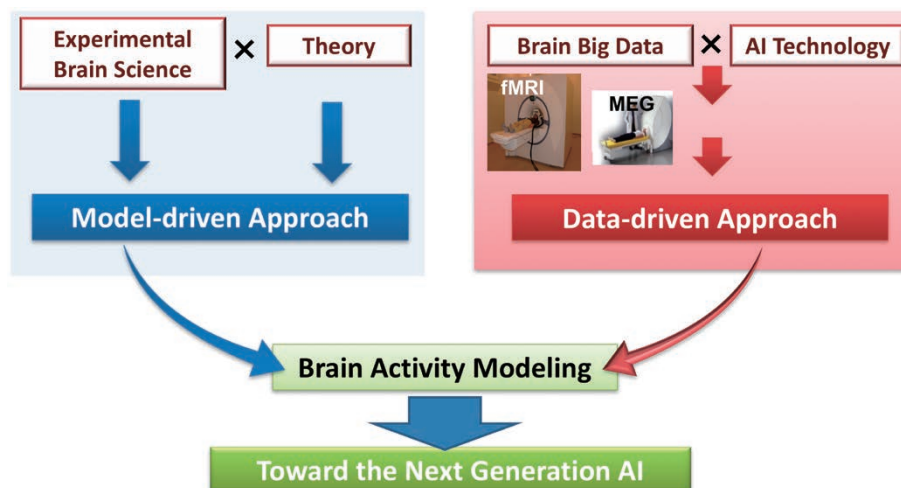 Experimental
Brain Science
×
Theory
Brain Big Data
×
AI Technology
fMRI
MEG
Model-driven Approach
Data-driven Approach
Brain Activity Modeling
Toward the Next Generation AI